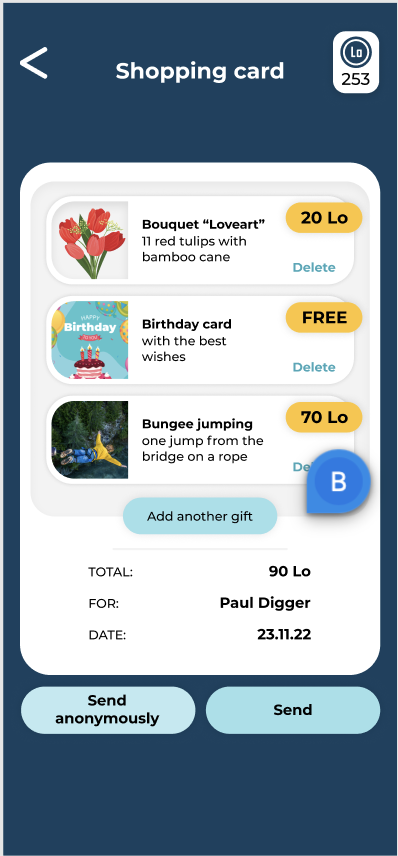 Shopping card
Lo
253
Bouquet “Loveart”
11 red tulips with
bamboo cane
20 Lo
Delete
HAPPY
Birthday
Birthday card
with the best
wishes
FREE
Delete
Bungee jumping
one jump from the
bridge on a rope
70 Lo
B
Add another gift
TOTAL: 90 Lo
FOR: Paul Digger
DATE: 23.11.22
Send
anonymously
Send